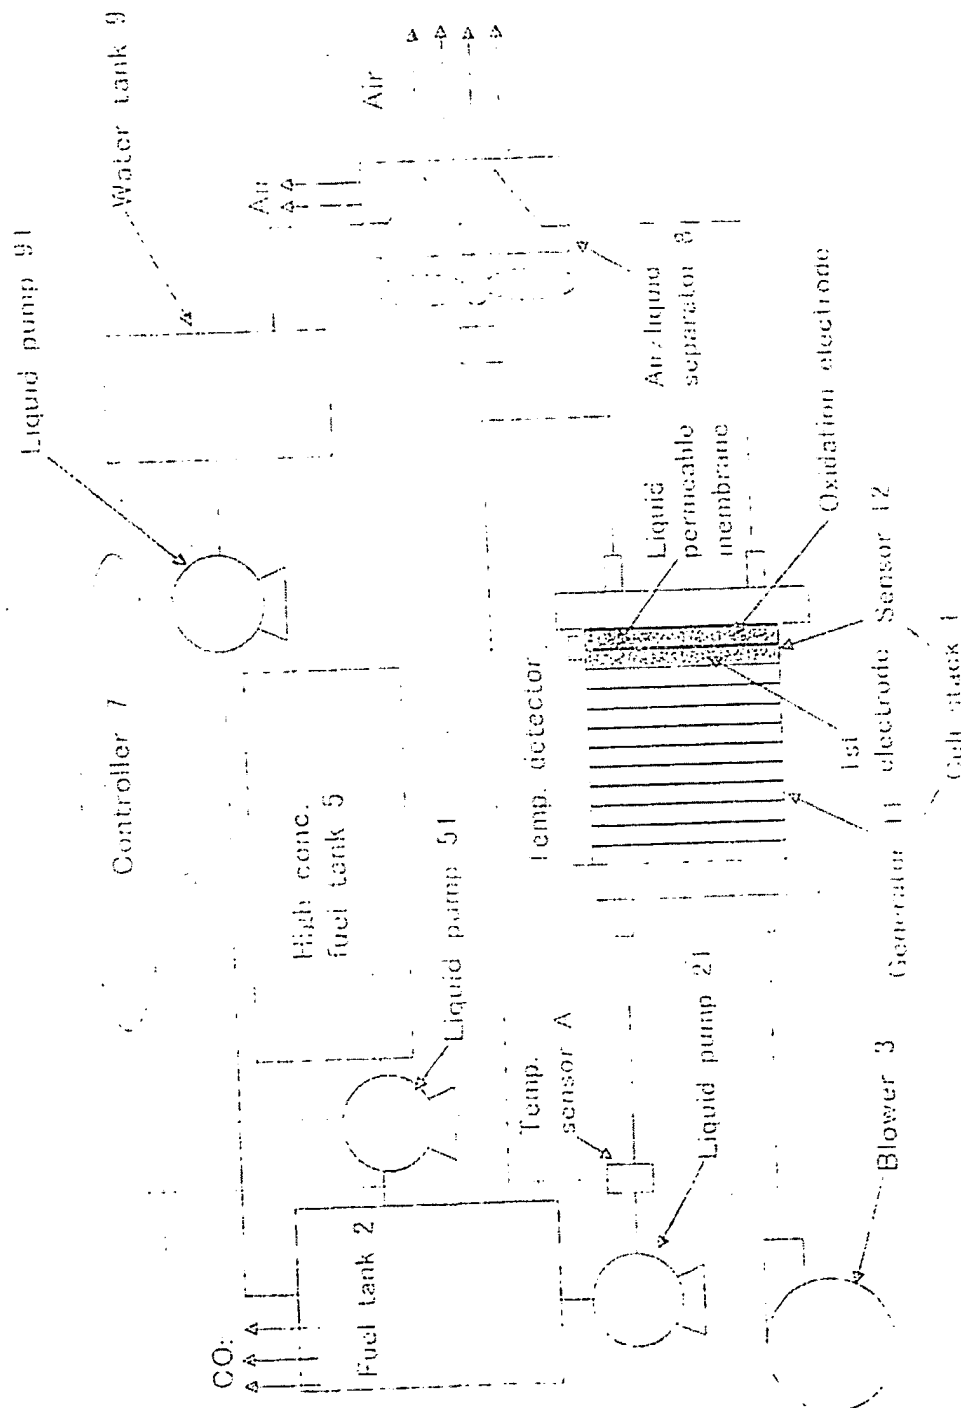 Liquid pump 91
Water tank 9
Controller 7
Air
Air
High conc.
fuel tank 5
Liquid pump 51
Air/liquid
separator 8
CO₂
Fuel tank 2
Temp.
sensor A
Temp. detector
Liquid
permeable
membrane
Oxidation electrode
Liquid pump 21
1st
electrode
Sensor 12
Generator 11
Cell stack 1
Blower 3